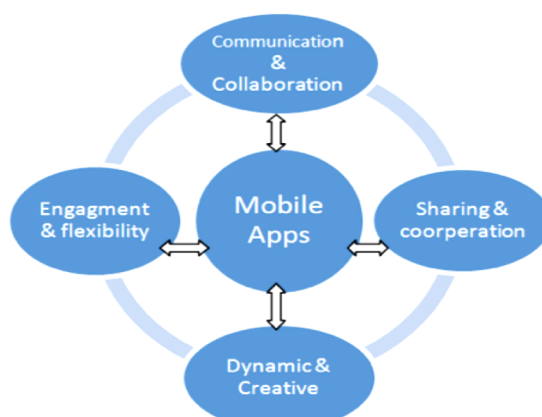 Communication
&
Collaboration
Engagment
& flexibility
Mobile
Apps
Sharing &
coorperation
Dynamic &
Creative